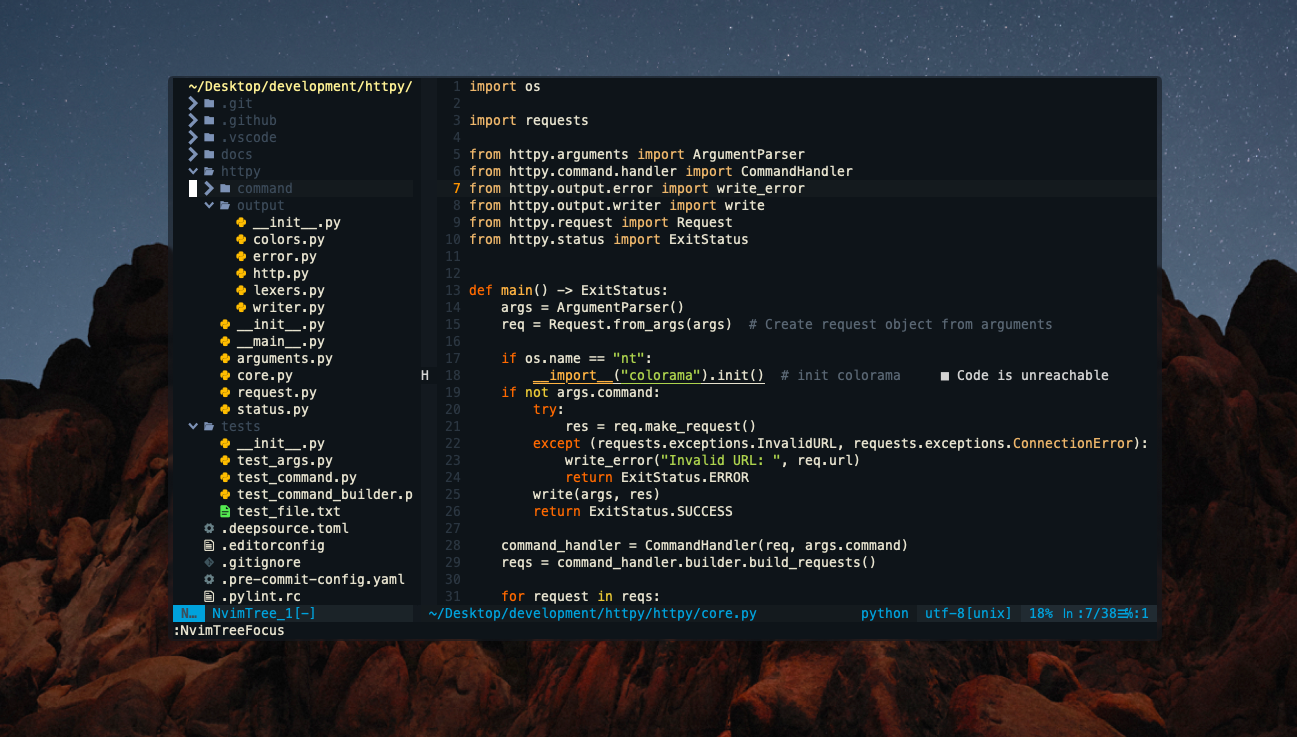 ~/Desktop/development/httpy/
.git
.github
.vscode
docs
httpy
command
output
__init__.py
colors.py
error.py
http.py
lexers.py
writer.py
__init__.py
__main__.py
arguments.py
core.py
request.py
status.py
tests
__init__.py
test_args.py
test_command.py
test_command_builder.p
test_file.txt
.deepsource.toml
.editorconfig
.gitignore
.pre-commit-config.yaml
.pylint.rc
1 import os
2
3 import requests
4
5 from httpy.arguments import ArgumentParser
6 from httpy.command.handler import CommandHandler
7 from httpy.output.error import write_error
8 from httpy.output.writer import write
9 from httpy.request import Request
10 from httpy.status import ExitStatus
11
12
13 def main() -> ExitStatus:
14     args = ArgumentParser()
15     req = Request.from_args(args)  # Create request object from arguments
16
17     if os.name == "nt":
H 18         __import__("colorama").init()  # init colorama     ■ Code is unreachable
19     if not args.command:
20         try:
21             res = req.make_request()
22         except (requests.exceptions.InvalidURL, requests.exceptions.ConnectionError):
23             write_error("Invalid URL: ", req.url)
24             return ExitStatus.ERROR
25         write(args, res)
26         return ExitStatus.SUCCESS
27
28     command_handler = CommandHandler(req, args.command)
29     reqs = command_handler.builder.build_requests()
30
31     for request in reqs:
N… NvimTree_1[-] ~/Desktop/development/httpy/httpy/core.py python utf-8[unix] 18% ln :7/38≡%:1
:NvimTreeFocus